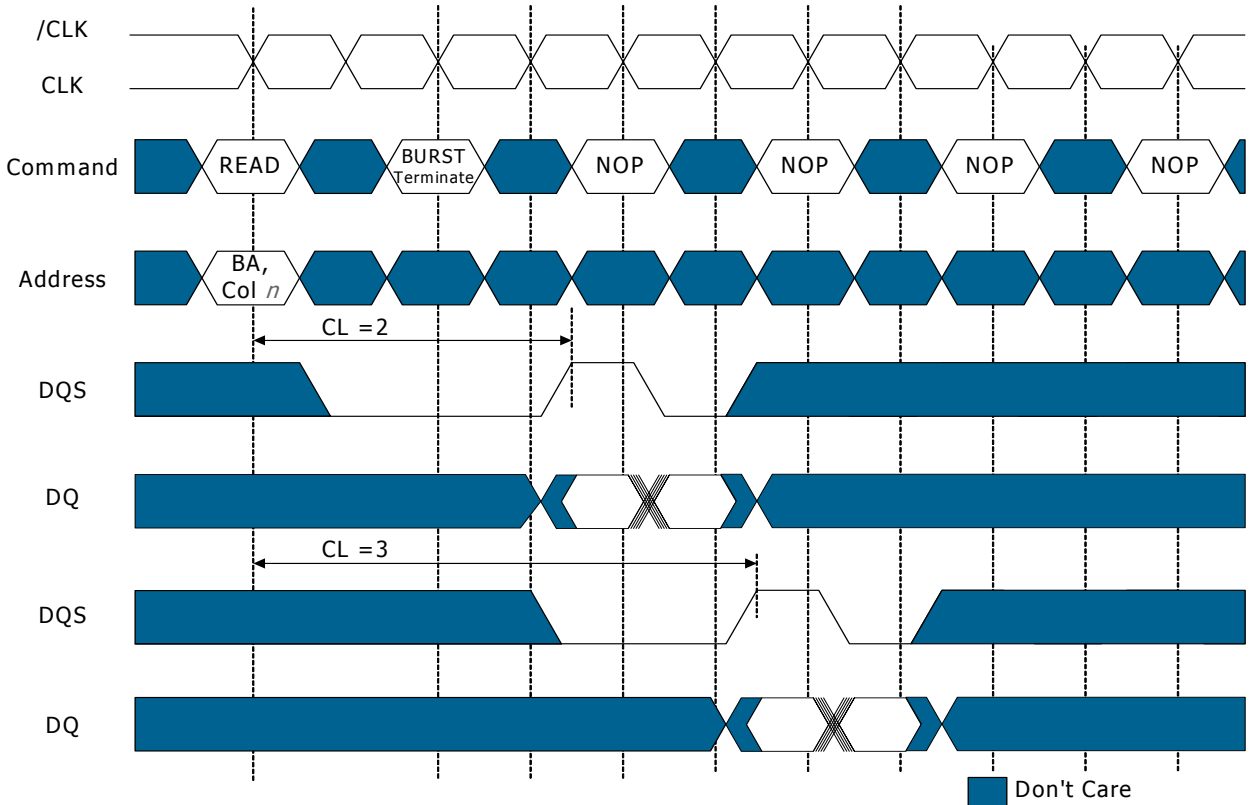 /CLK
CLK
Command READ BURST Terminate NOP NOP NOP NOP
Address BA, Col n
CL =2
DQS
DQ
CL =3
DQS
DQ
Don't Care